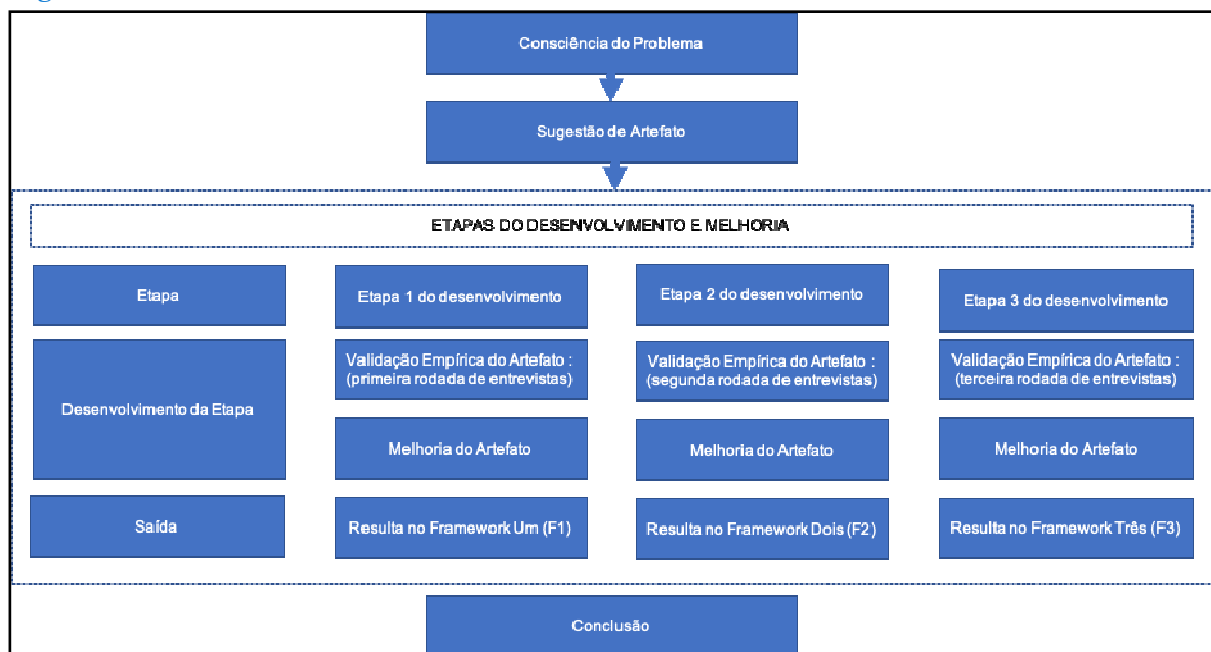 Consciência do Problema
Sugestão de Artefato
ETAPAS DO DESENVOLVIMENTO E MELHORIA
Etapa
Etapa 1 do desenvolvimento
Etapa 2 do desenvolvimento
Etapa 3 do desenvolvimento
Desenvolvimento da Etapa
Validação Empírica do Artefato :
(primeira rodada de entrevistas)
Validação Empírica do Artefato :
(segunda rodada de entrevistas)
Validação Empírica do Artefato :
(terceira rodada de entrevistas)
Melhoria do Artefato
Melhoria do Artefato
Melhoria do Artefato
Saída
Resulta no Framework Um (F1)
Resulta no Framework Dois (F2)
Resulta no Framework Três (F3)
Conclusão